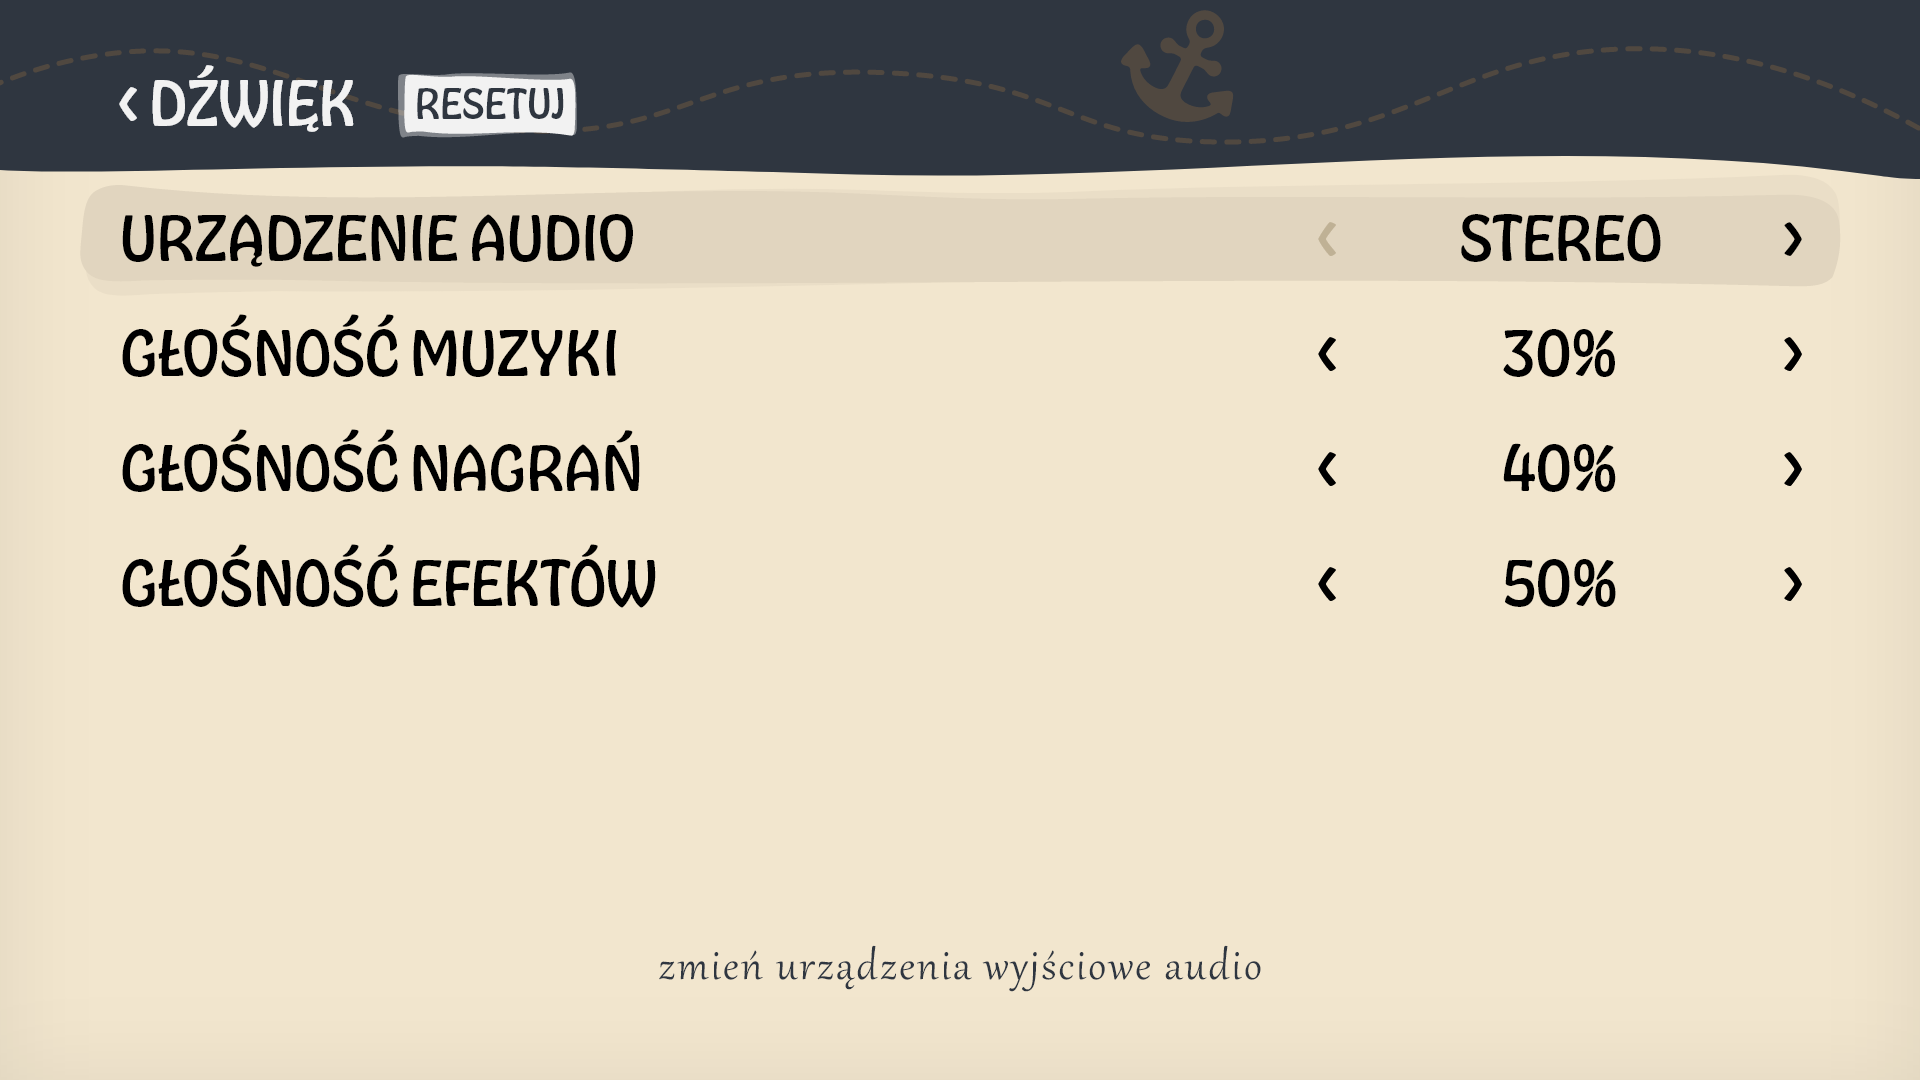 DŹWIĘK RESETUJ
URZĄDZENIE AUDIO STEREO
GŁOŚNOŚĆ MUZYKI 30%
GŁOŚNOŚĆ NAGRAŃ 40%
GŁOŚNOŚĆ EFEKTÓW 50%
zmień urządzenia wyjściowe audio